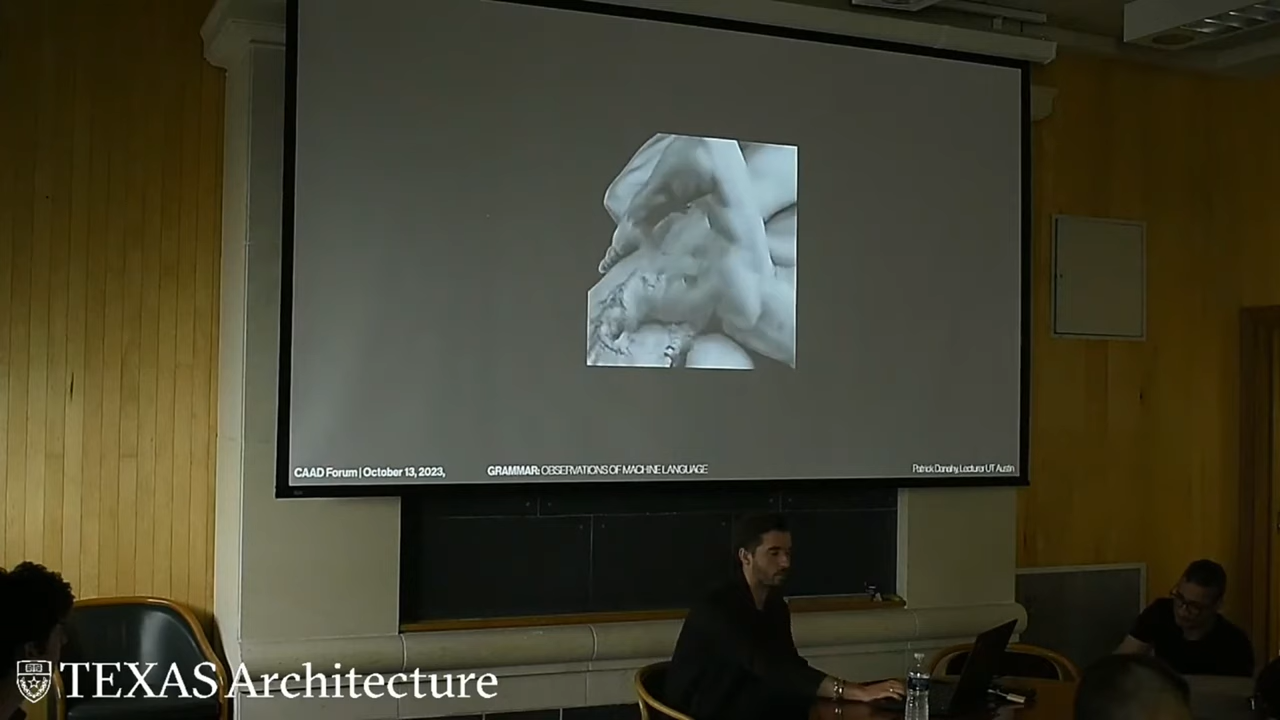 CAAD Forum | October 13, 2023,
GRAMMAR: OBSERVATIONS OF MACHINE LANGUAGE
Patrick Danahy, Lecturer UT Austin
TEXAS Architecture